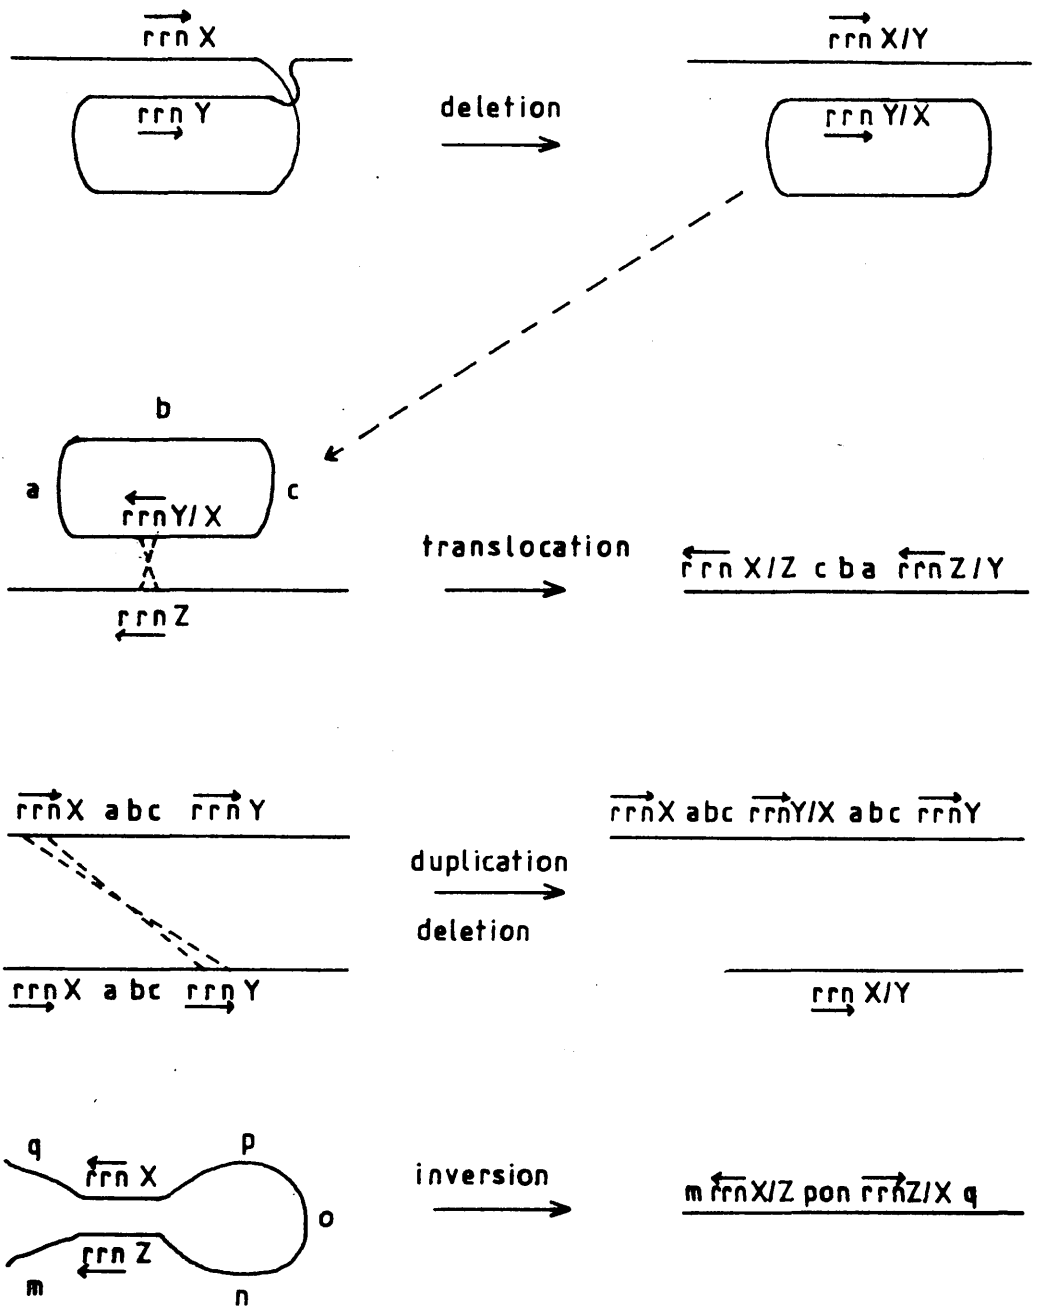 rrn X
rrn X/Y
rrn Y
deletion
rrn Y/X
b
a
c
rrn Y/X
translocation
rrn X/Z c b a rrn Z/Y
rrn Z
rrn X abc rrn Y
rrn X abc rrn Y/X abc rrn Y
duplication
deletion
rrn X abc rrn Y
rrn X/Y
q
p
rrn X
inversion
m rrn X/Z pon rrn Z/X q
o
rrn Z
m
n